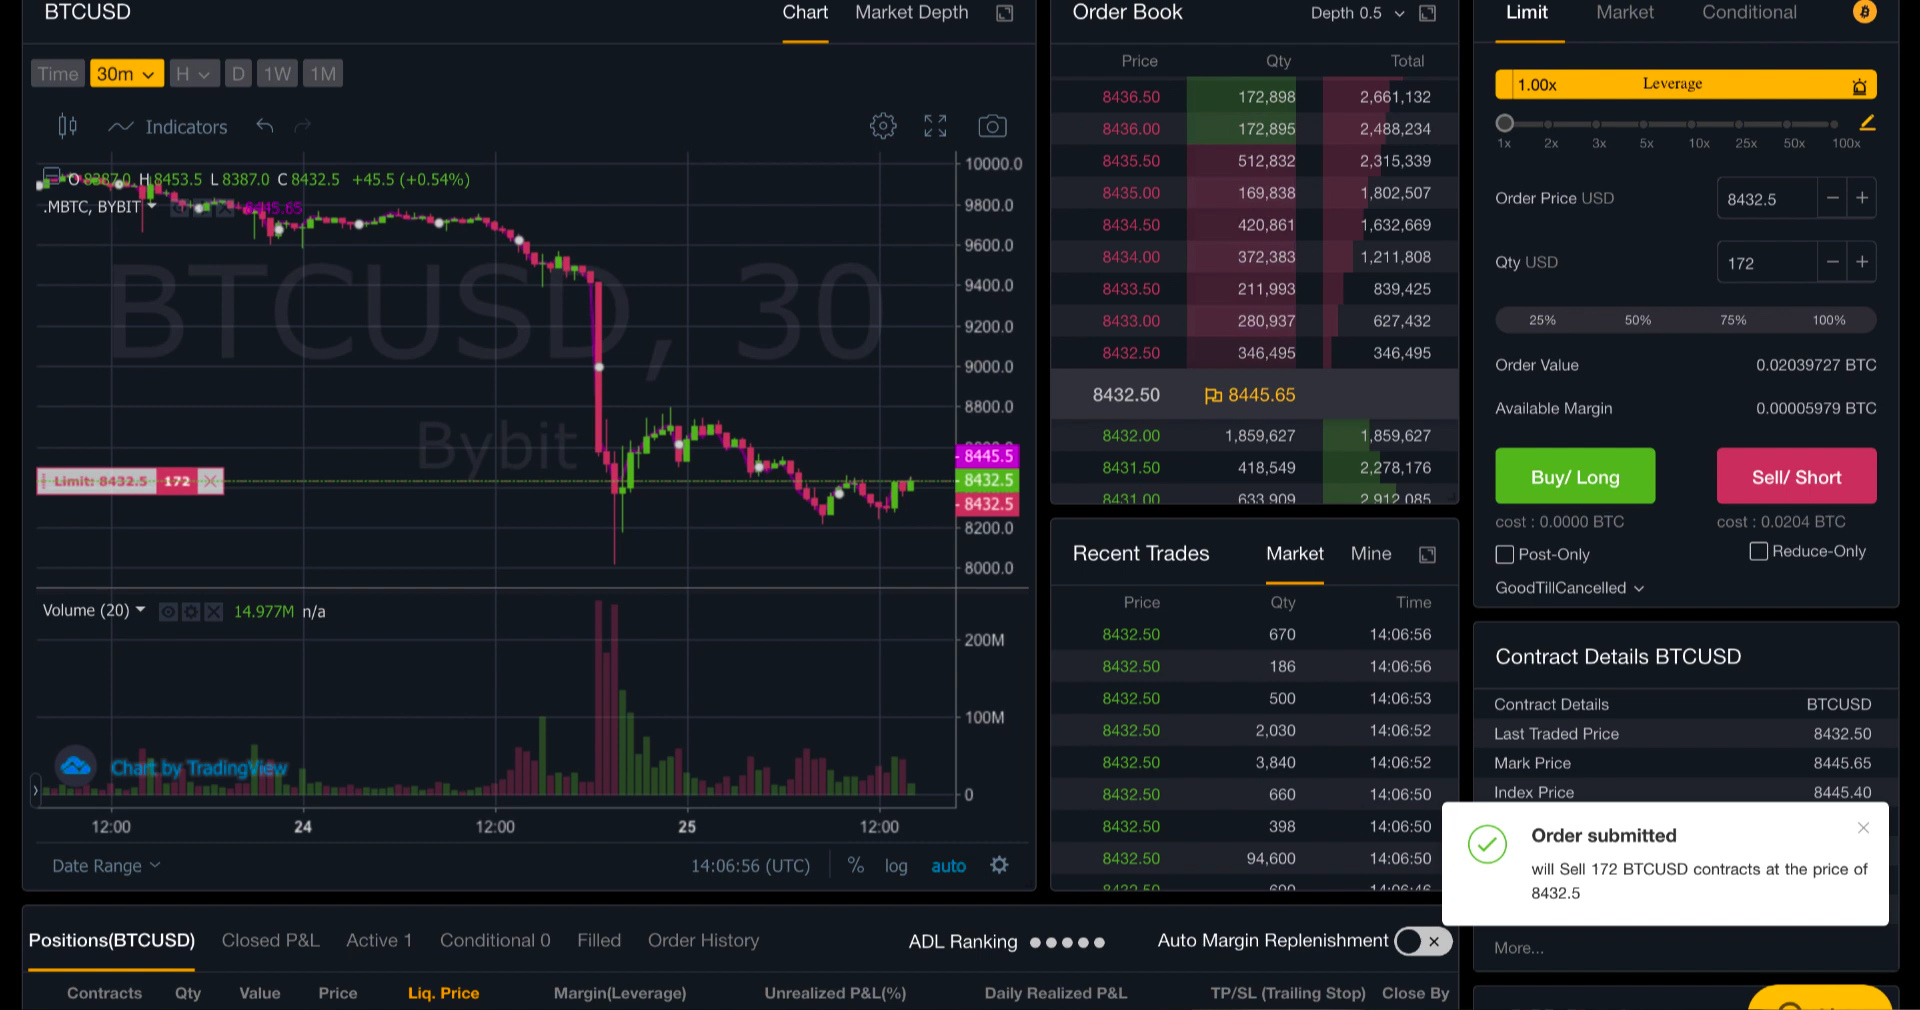 BTCUSD
Chart
Market Depth
Time
30m
H
D
1W
1M
Indicators
O 8387.0 H 8453.5 L 8387.0 C 8432.5 +45.5 (+0.54%)
.MBTC, BYBIT
8445.65
BTCUSD, 30
Bybit
Limit: 8432.5
172
10000.0
9800.0
9600.0
9400.0
9200.0
9000.0
8800.0
8445.5
8432.5
8432.5
8200.0
8000.0
Volume (20)
14.977M n/a
200M
100M
0
Chart by TradingView
12:00
24
12:00
25
12:00
Date Range
14:06:56 (UTC)
%
log
auto
Order Book
Depth 0.5
Price Qty Total
8436.50 172,898 2,661,132
8436.00 172,895 2,488,234
8435.50 512,832 2,315,339
8435.00 169,838 1,802,507
8434.50 420,861 1,632,669
8434.00 372,383 1,211,808
8433.50 211,993 839,425
8433.00 280,937 627,432
8432.50 346,495 346,495
8432.50 8445.65
8432.00 1,859,627 1,859,627
8431.50 418,549 2,278,176
8431.00 633,909 2,912,085
Recent Trades
Market
Mine
Price Qty Time
8432.50 670 14:06:56
8432.50 186 14:06:56
8432.50 500 14:06:53
8432.50 2,030 14:06:52
8432.50 3,840 14:06:52
8432.50 660 14:06:50
8432.50 398 14:06:50
8432.50 94,600 14:06:50
8432.50 600 14:06:46
Limit
Market
Conditional
1.00x
Leverage
1x 2x 3x 5x 10x 25x 50x 100x
Order Price USD
8432.5
Qty USD
172
25% 50% 75% 100%
Order Value 0.02039727 BTC
Available Margin 0.00005979 BTC
Buy/ Long
Sell/ Short
cost : 0.0000 BTC
cost : 0.0204 BTC
Post-Only
Reduce-Only
GoodTillCancelled
Contract Details BTCUSD
Contract Details BTCUSD
Last Traded Price 8432.50
Mark Price 8445.65
Index Price 8445.40
Order submitted
will Sell 172 BTCUSD contracts at the price of
8432.5
More...
Positions(BTCUSD)
Closed P&L
Active 1
Conditional 0
Filled
Order History
ADL Ranking
Auto Margin Replenishment
Contracts
Qty
Value
Price
Liq. Price
Margin(Leverage)
Unrealized P&L(%)
Daily Realized P&L
TP/SL (Trailing Stop)
Close By